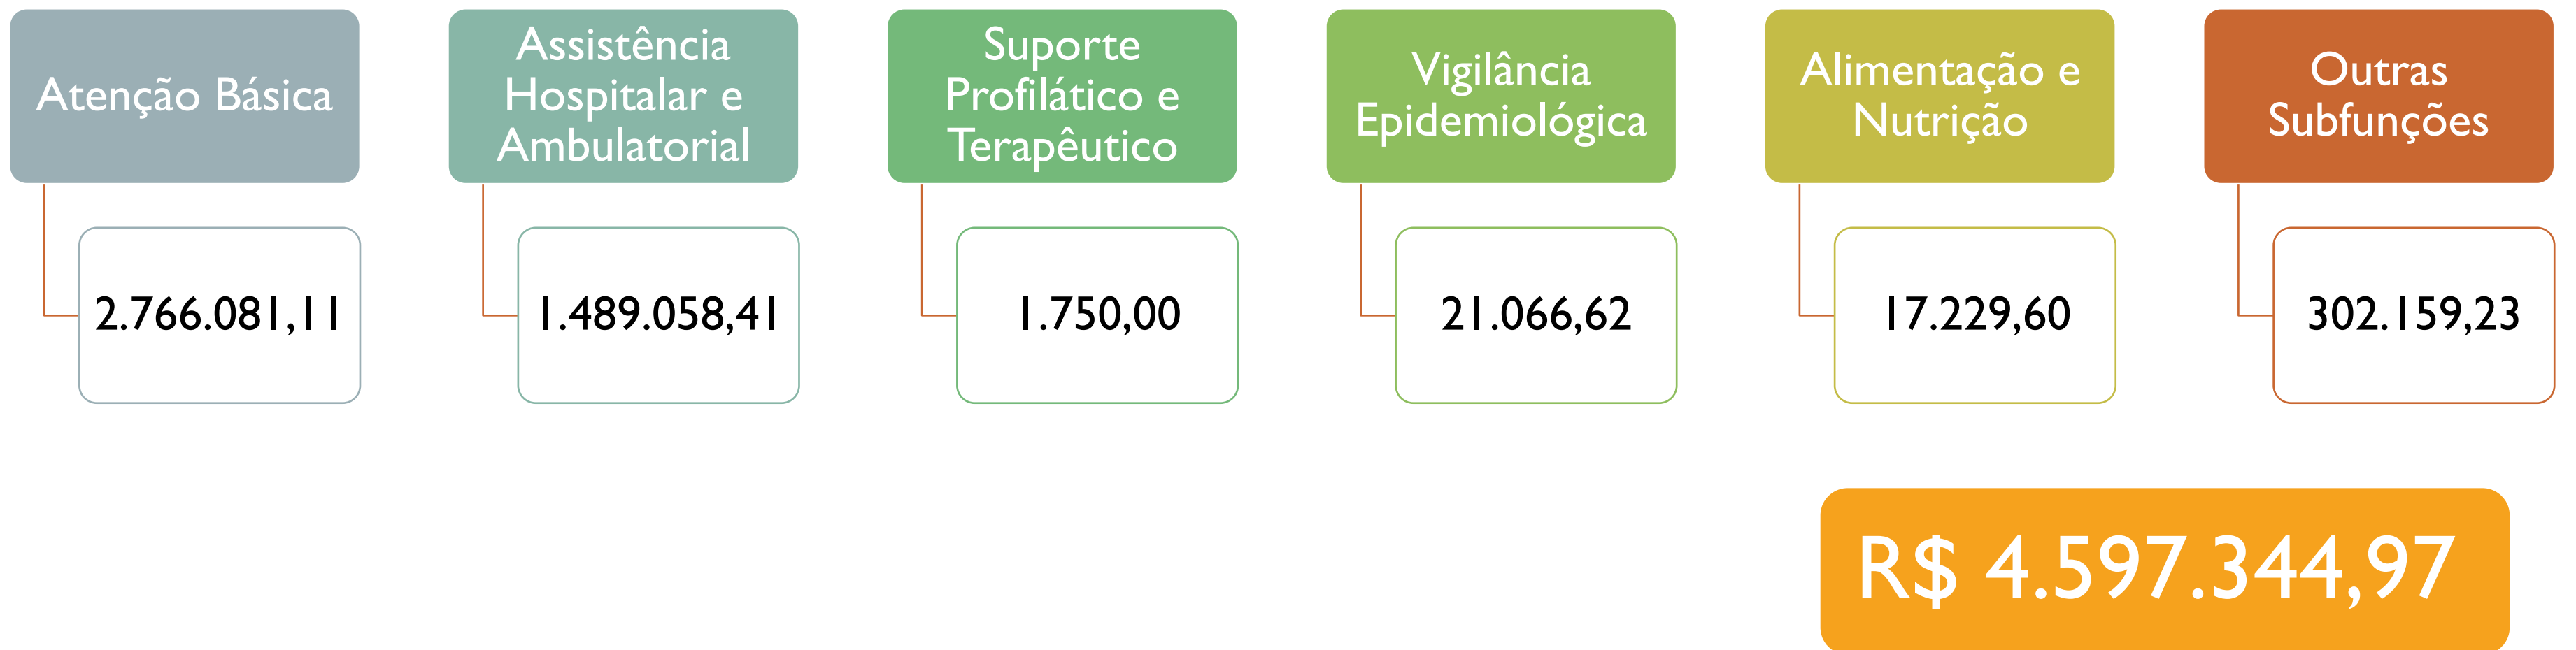 Atenção Básica
2.766.081,11
Assistência
Hospitalar e
Ambulatorial
1.489.058,41
Suporte
Profilático e
Terapêutico
1.750,00
Vigilância
Epidemiológica
21.066,62
Alimentação e
Nutrição
17.229,60
Outras
Subfunções
302.159,23
R$ 4.597.344,97